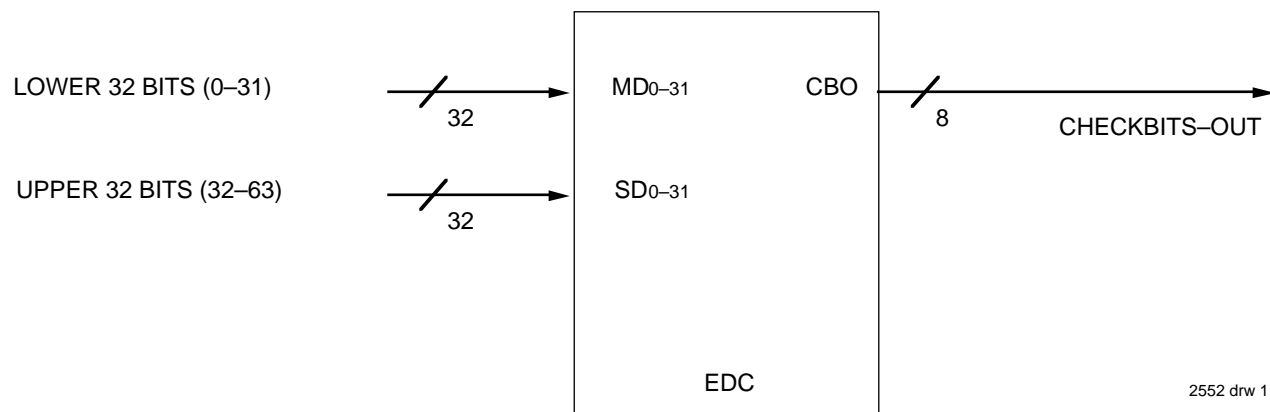 LOWER 32 BITS (0–31)
32
MD0–31
CBO
8
CHECKBITS–OUT
UPPER 32 BITS (32–63)
32
SD0–31
EDC
2552 drw 1